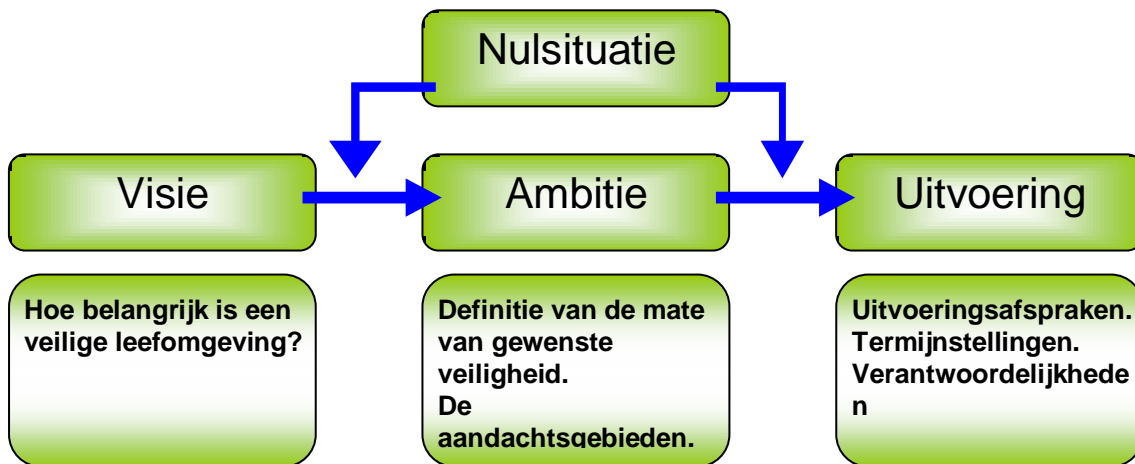 Nulsituatie
Visie
Ambitie
Uitvoering
Hoe belangrijk is een
veilige leefomgeving?
Definitie van de mate
van gewenste
veiligheid.
De
aandachtsgebieden.
Uitvoeringsafspraken.
Termijnstellingen.
Verantwoordelijkhede
n